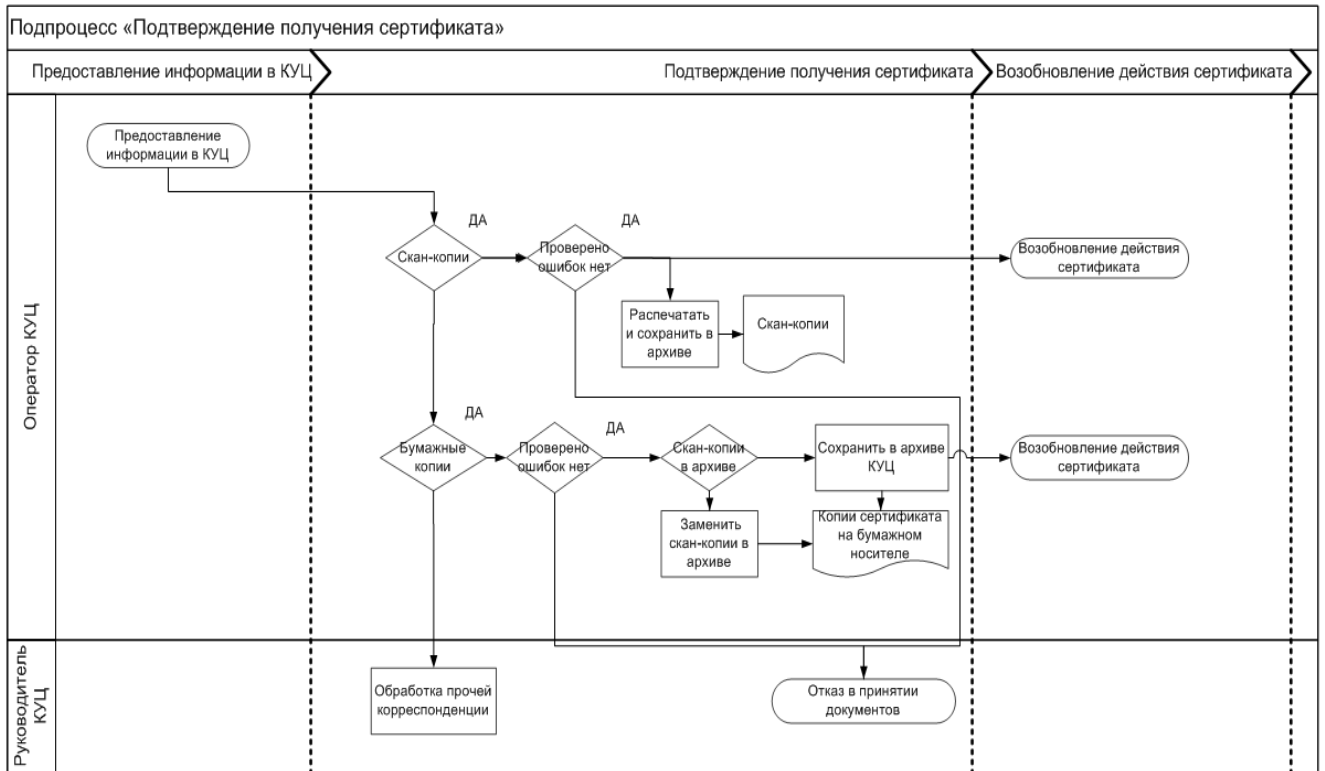 Подпроцесс «Подтверждение получения сертификата»
Предоставление информации в КУЦ
Подтверждение получения сертификата
Возобновление действия сертификата
Оператор КУЦ
Предоставление
информации в КУЦ
ДА
ДА
Скан-копии
Проверено
ошибок нет
Возобновление действия
сертификата
Распечатать
и сохранить в
архиве
Скан-копии
ДА
ДА
Бумажные
копии
Проверено
ошибок нет
Скан-копии
в архиве
Сохранить в архиве
КУЦ
Возобновление действия
сертификата
Заменить
скан-копии в
архиве
Копии сертификата
на бумажном
носителе
Руководитель
КУЦ
Обработка прочей
корреспонденции
Отказ в принятии
документов